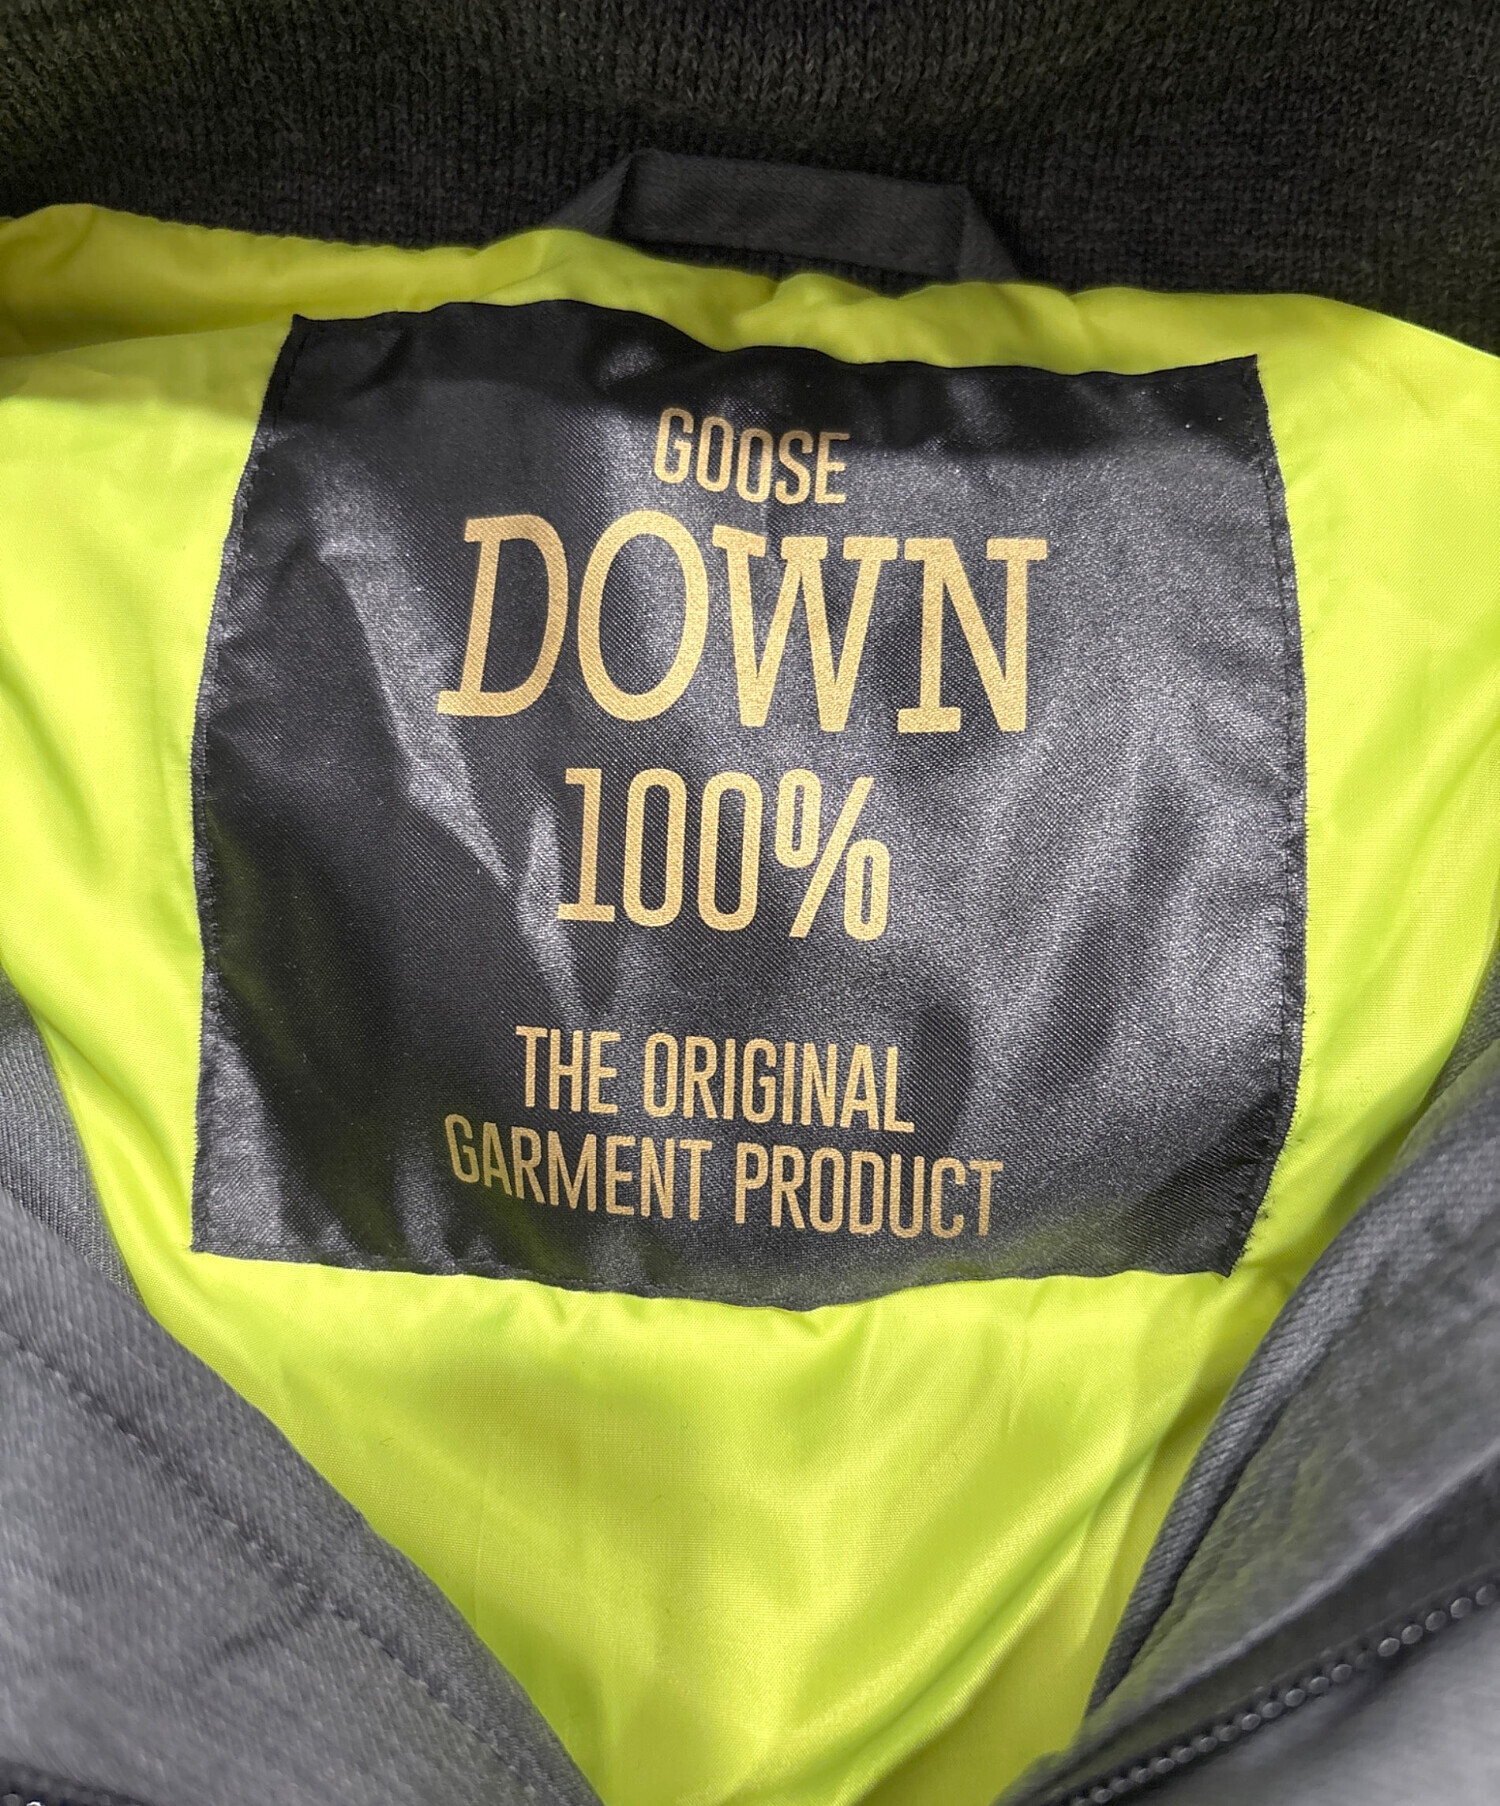 GOOSE
DOWN
100%
THE ORIGINAL
GARMENT PRODUCT